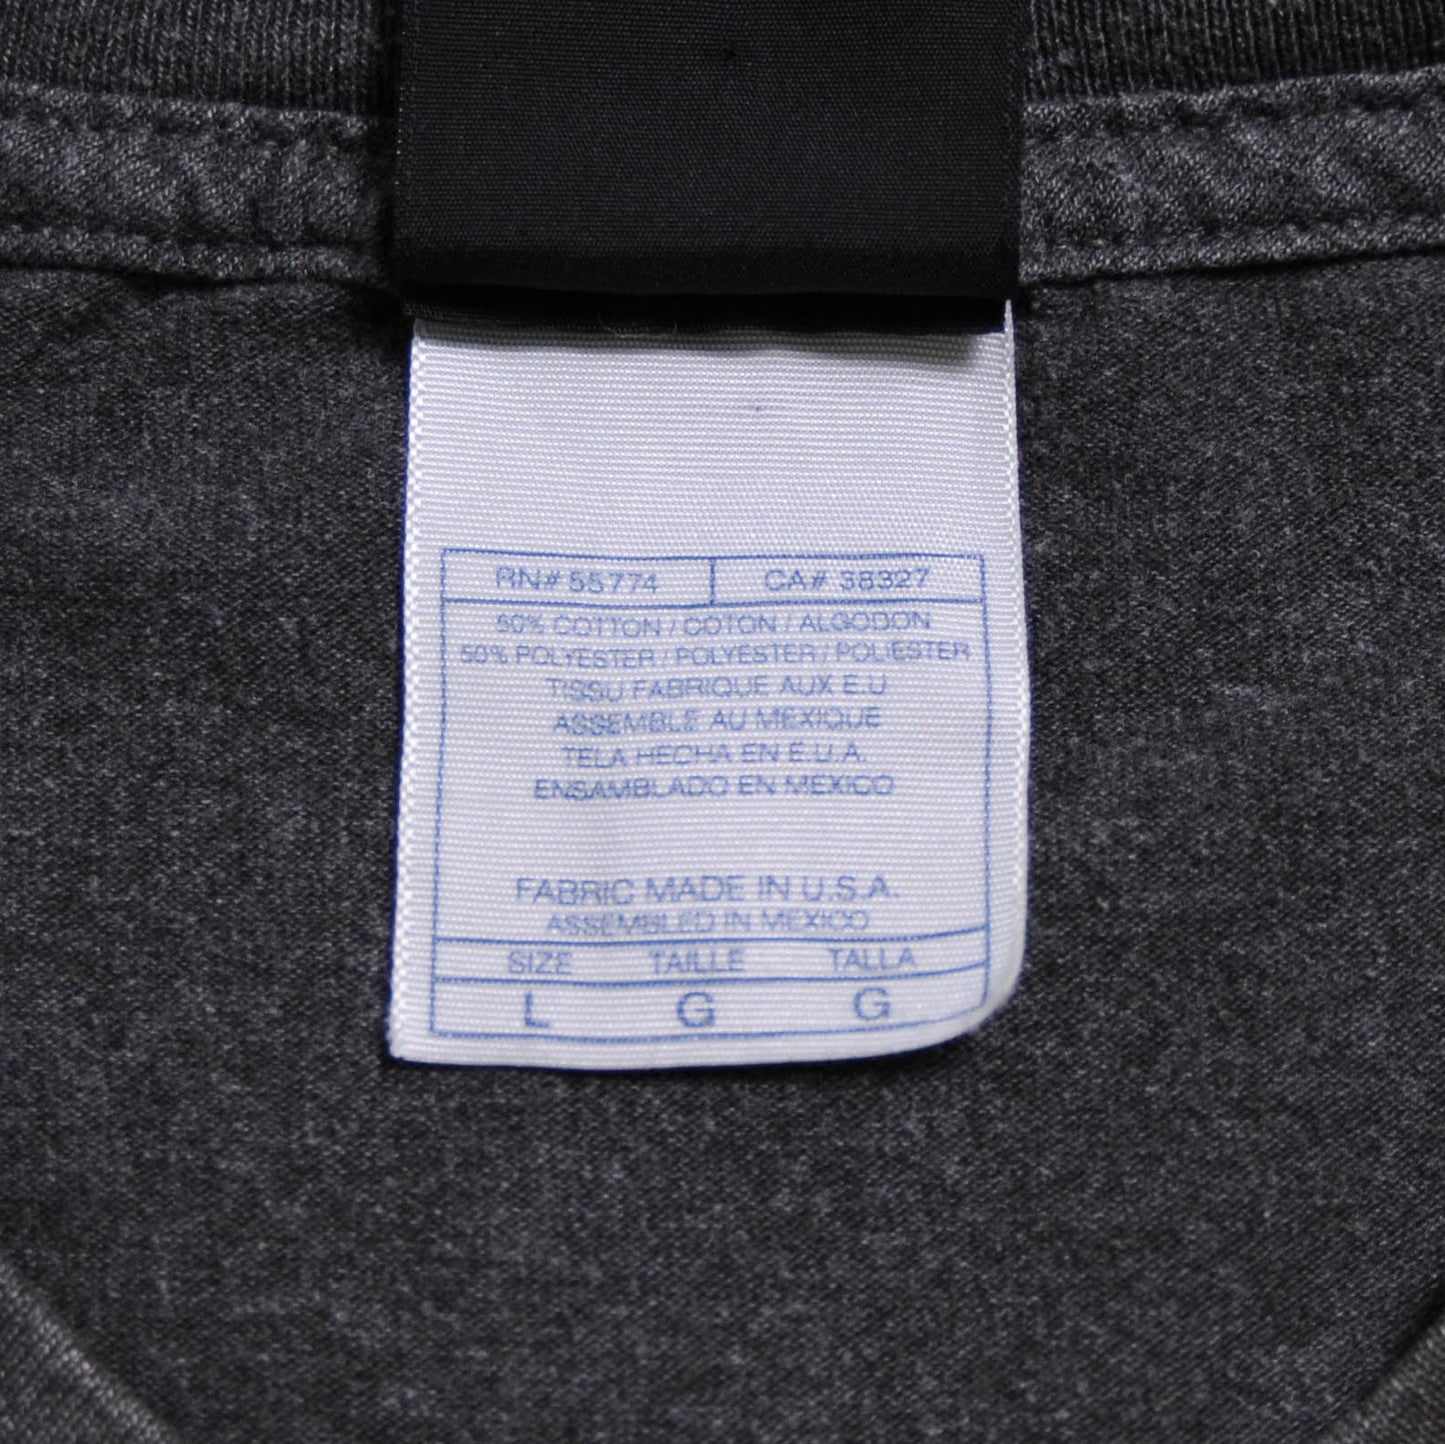 RN# 55774 CA# 38327
50% COTTON / COTON / ALGODON
50% POLYESTER / POLYESTER / POLIESTER
TISSU FABRIQUE AUX E.U
ASSEMBLE AU MEXIQUE
TELA HECHA EN E.U.A.
ENSAMBLADO EN MEXICO
FABRIC MADE IN U.S.A.
ASSEMBLED IN MEXICO
SIZE TAILLE TALLA
L G G